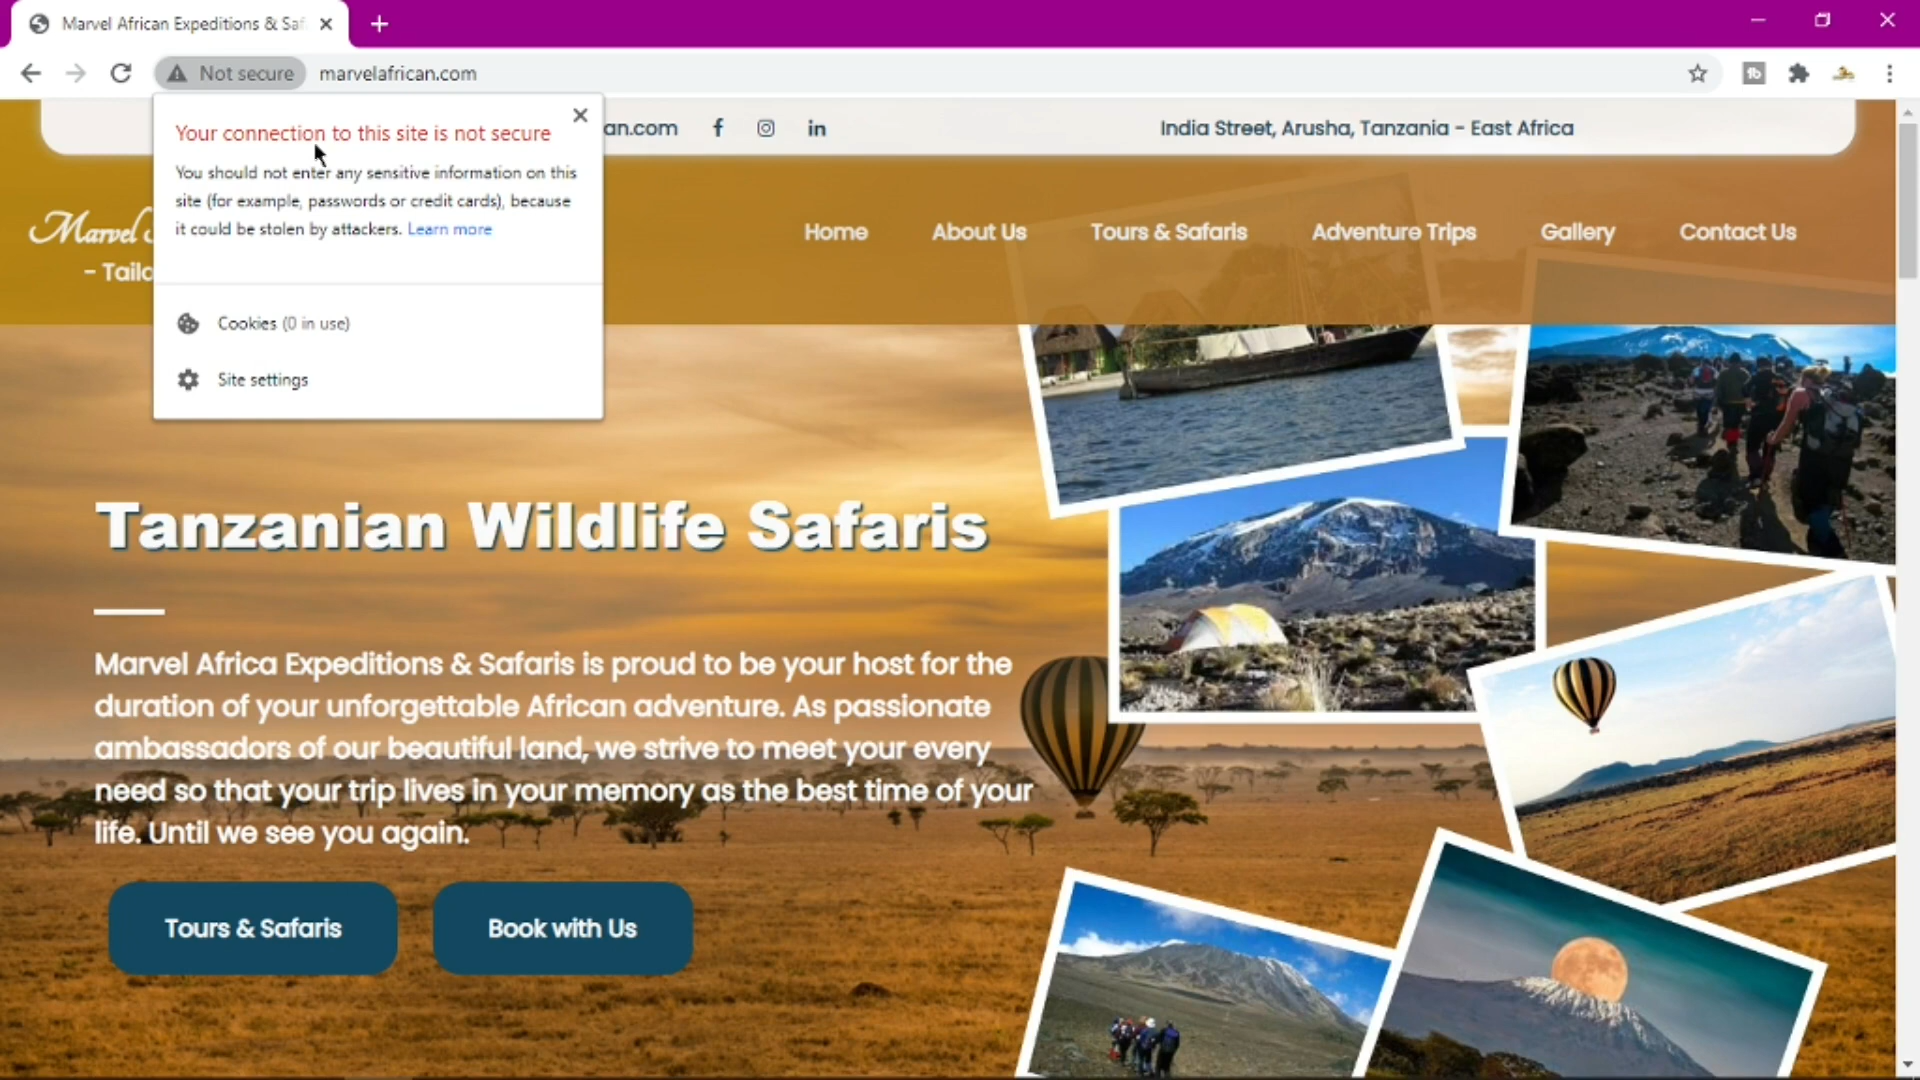 Marvel African Expeditions & Saf
Not secure
marvelafrican.com
Your connection to this site is not secure
You should not enter any sensitive information on this
site (for example, passwords or credit cards), because
it could be stolen by attackers. Learn more
Cookies (0 in use)
Site settings
an.com
India Street, Arusha, Tanzania - East Africa
Marvel
Home
About Us
Tours & Safaris
Adventure Trips
Gallery
Contact Us
- Tailo
Tanzanian Wildlife Safaris
Marvel Africa Expeditions & Safaris is proud to be your host for the
duration of your unforgettable African adventure. As passionate
ambassadors of our beautiful land, we strive to meet your every
need so that your trip lives in your memory as the best time of your
life. Until we see you again.
Tours & Safaris
Book with Us